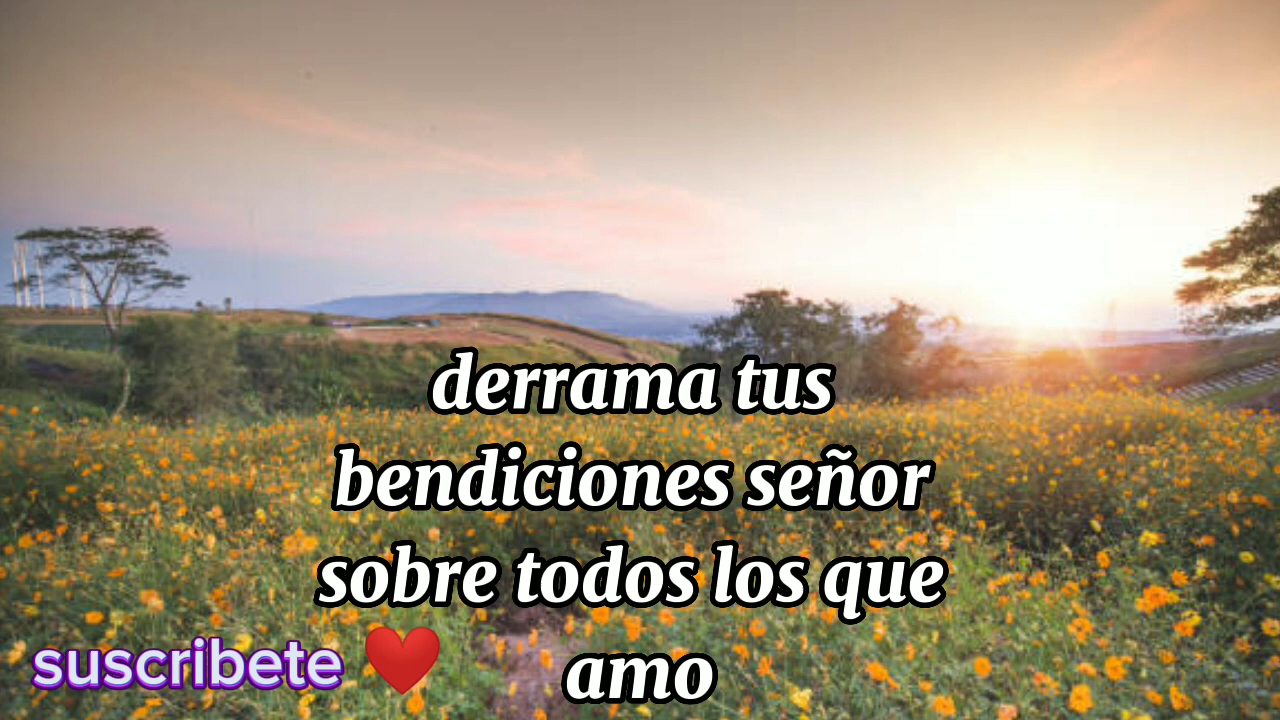 derrama tus
bendiciones señor
sobre todos los que
amo
suscribete